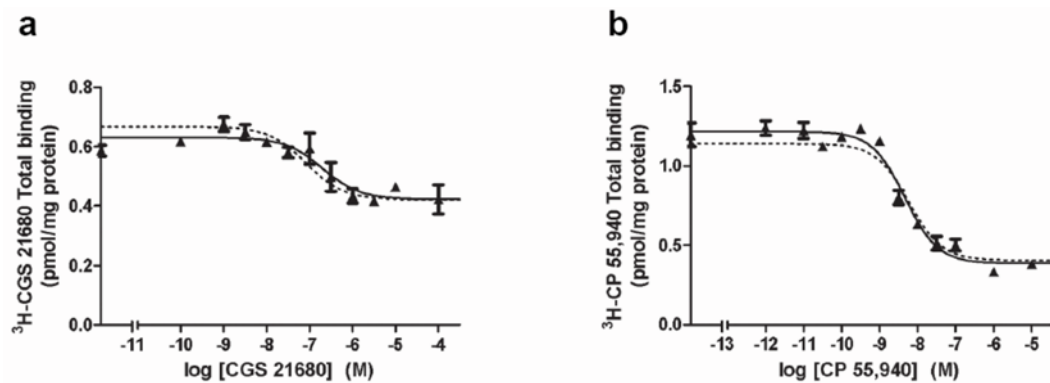 a
³H-CGS 21680 Total binding
(pmol/mg protein)
0.8
0.6
0.4
0.2
0.0
-11 -10 -9 -8 -7 -6 -5 -4
log [CGS 21680] (M)
b
³H-CP 55,940 Total binding
(pmol/mg protein)
1.5
1.0
0.5
0.0
-13 -12 -11 -10 -9 -8 -7 -6 -5
log [CP 55,940] (M)